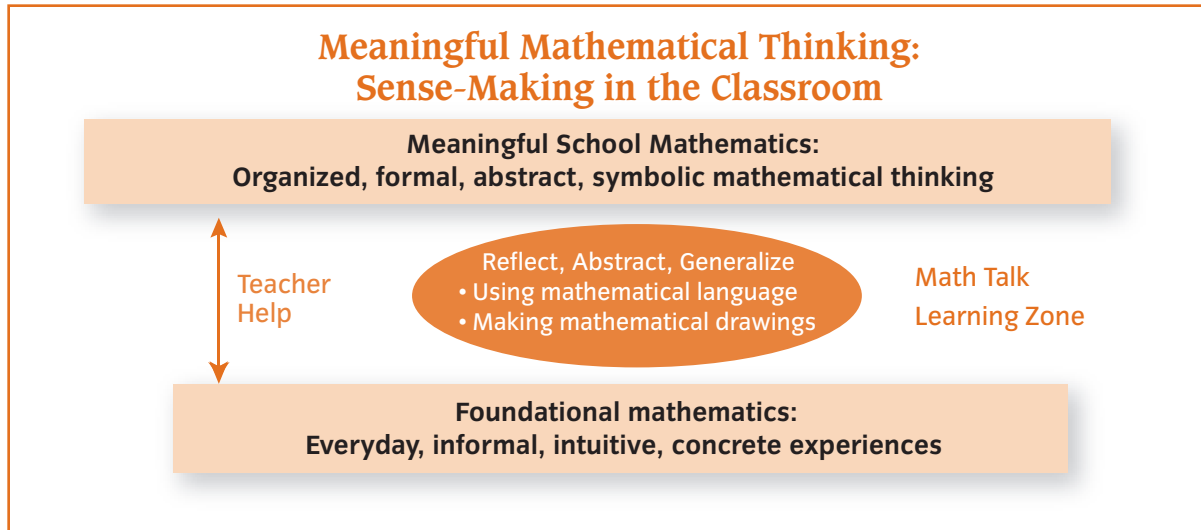 Meaningful Mathematical Thinking:
Sense-Making in the Classroom
Meaningful School Mathematics:
Organized, formal, abstract, symbolic mathematical thinking
Teacher
Help
Reflect, Abstract, Generalize
• Using mathematical language
• Making mathematical drawings
Math Talk
Learning Zone
Foundational mathematics:
Everyday, informal, intuitive, concrete experiences